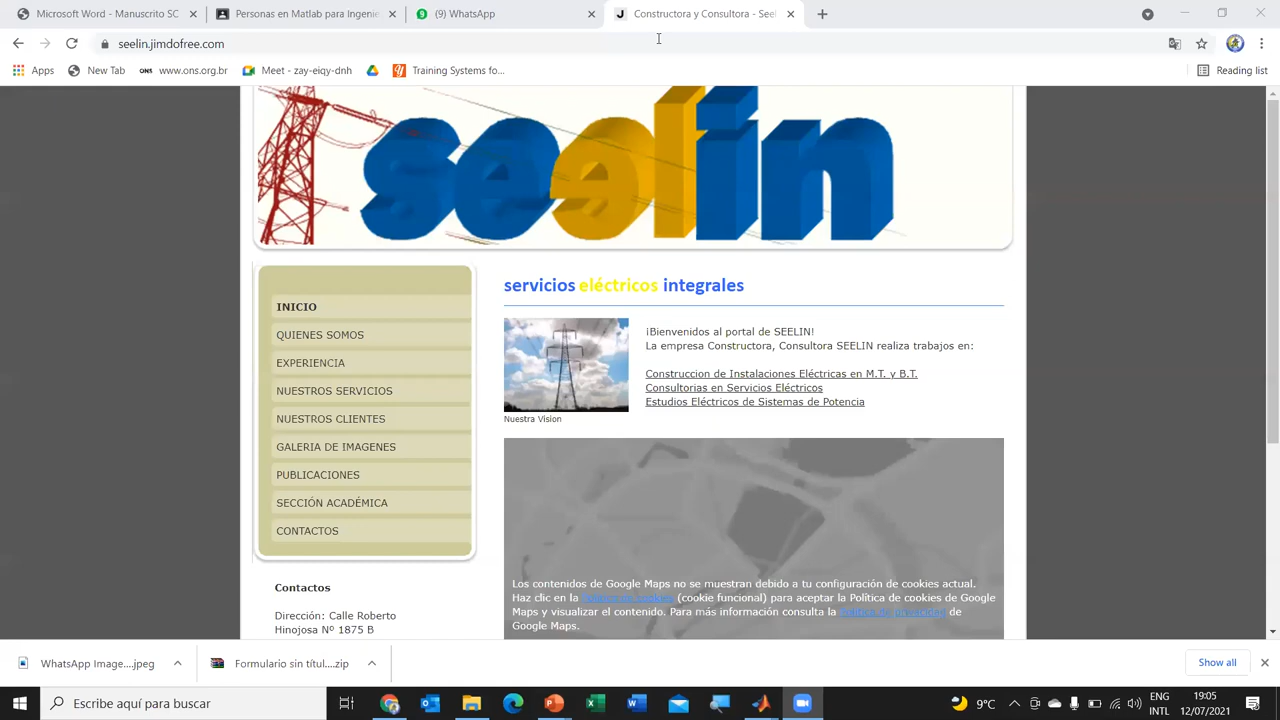 Microsoft Word - Manuscrito SC
Personas en Matlab para Ingenie
(9) WhatsApp
Constructora y Consultora - Seel
seelin.jimdofree.com
Apps
New Tab
www.ons.org.br
Meet - zay-eiqy-dnh
Training Systems fo...
Reading list
seelin
INICIO
QUIENES SOMOS
EXPERIENCIA
NUESTROS SERVICIOS
NUESTROS CLIENTES
GALERIA DE IMAGENES
PUBLICACIONES
SECCIÓN ACADÉMICA
CONTACTOS
Contactos
Dirección: Calle Roberto
Hinojosa Nº 1875 B
servicios eléctricos integrales
Nuestra Vision
¡Bienvenidos al portal de SEELIN!
La empresa Constructora, Consultora SEELIN realiza trabajos en:
Construccion de Instalaciones Eléctricas en M.T. y B.T.
Consultorias en Servicios Eléctricos
Estudios Eléctricos de Sistemas de Potencia
Los contenidos de Google Maps no se muestran debido a tu configuración de cookies actual.
Haz clic en la Política de cookies (cookie funcional) para aceptar la Política de cookies de Google
Maps y visualizar el contenido. Para más información consulta la Política de privacidad de
Google Maps.
WhatsApp Image....jpeg
Formulario sin títul....zip
Show all
Escribe aquí para buscar
9°C
ENG
INTL
19:05
12/07/2021